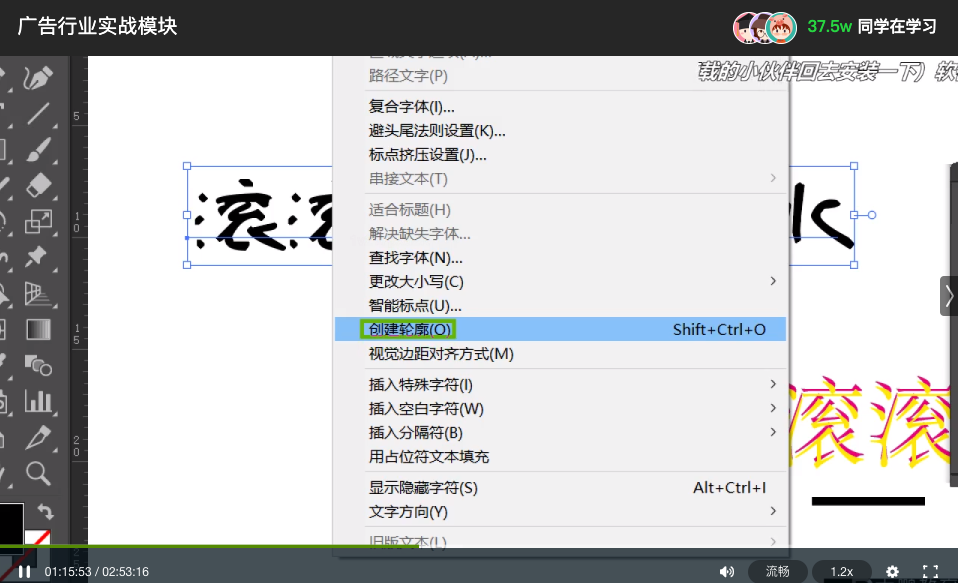 广告行业实战模块
37.5w 同学在学习
路径文字(P)
载的小伙伴回去安装一下）软
复合字体(I)...
避头尾法则设置(K)...
标点挤压设置(J)...
串接文本(T)
适合标题(H)
解决缺失字体...
查找字体(N)...
更改大小写(C)
智能标点(U)...
创建轮廓(O) Shift+Ctrl+O
视觉边距对齐方式(M)
插入特殊字符(I)
插入空白字符(W)
插入分隔符(B)
用占位符文本填充
显示隐藏字符(S) Alt+Ctrl+I
文字方向(Y)
旧版文本(L)
滚滚
水
滚滚
5
10
15
20
01:15:53 / 02:53:16
流畅
1.2x